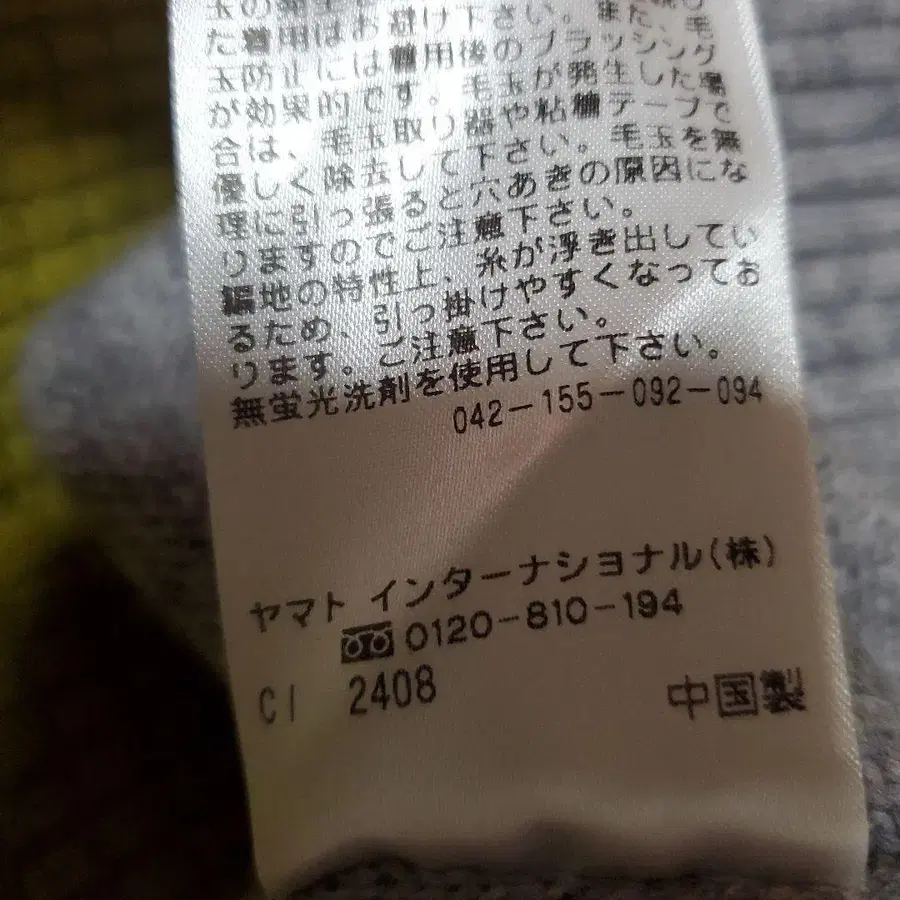 た着用はお避け下さい。また、ング
玉防止には着用後のブラッシ
が効果的です。毛玉が発生した場
合は、毛玉取り器や粘着テープで
優しく除去して下さい。毛玉を無
理に引っ張ると穴あきの原因にな
りますのでご注意下さい。
編地の特性上、糸が浮き出してい
るため、引っ掛けやすくなってお
ります。ご注意下さい。
無蛍光洗剤を使用して下さい。
042-155-092-094
ヤマト インターナショナル(株)
0120-810-194
CI 2408 中国製